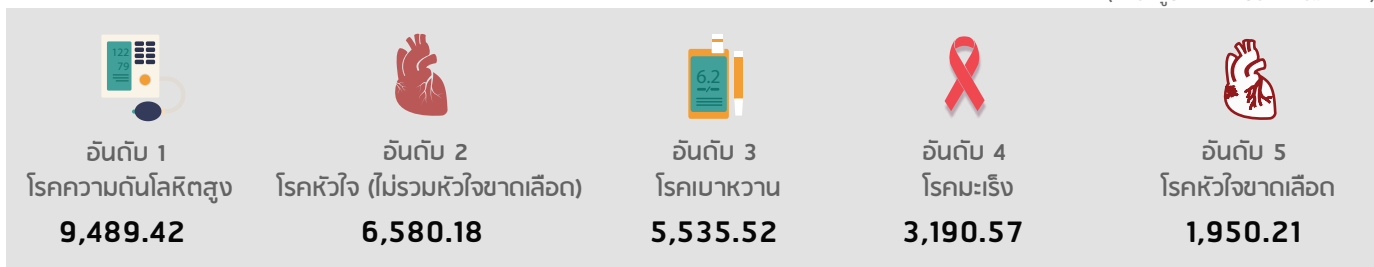 122
79
6.2
อันดับ 1
โรคความดันโลหิตสูง
9,489.42
อันดับ 2
โรคหัวใจ (ไม่รวมหัวใจขาดเลือด)
6,580.18
อันดับ 3
โรคเบาหวาน
5,535.52
อันดับ 4
โรคมะเร็ง
3,190.57
อันดับ 5
โรคหัวใจขาดเลือด
1,950.21